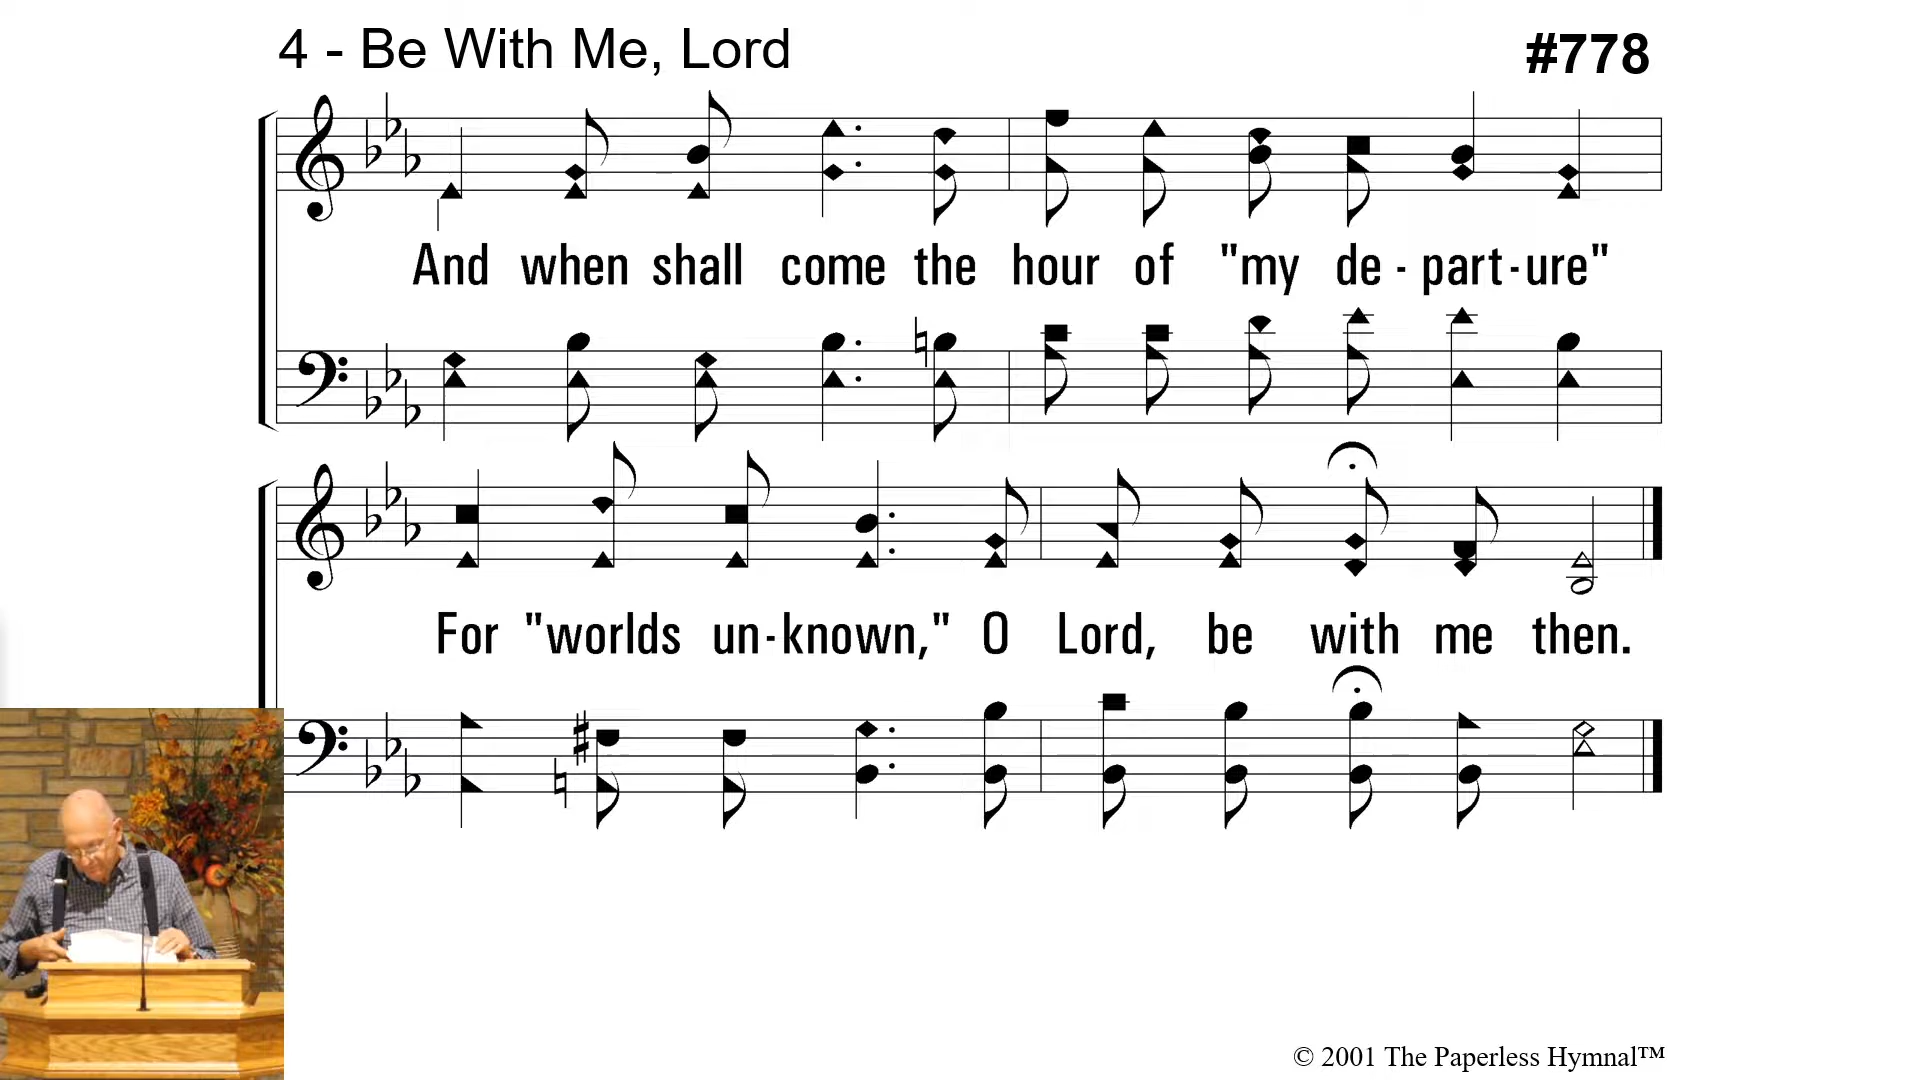 4 - Be With Me, Lord #778
And when shall come the hour of "my de - part - ure"
For "worlds un - known," O Lord, be with me then.
© 2001 The Paperless Hymnal™